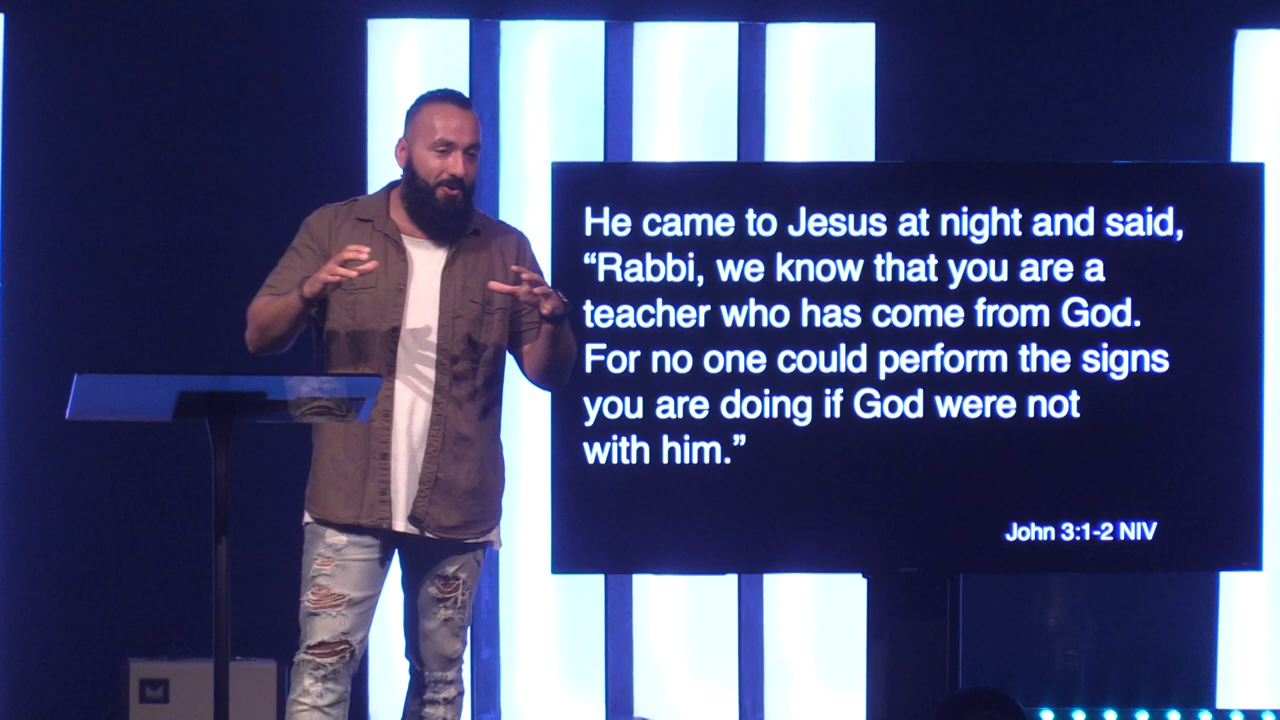 He came to Jesus at night and said,
“Rabbi, we know that you are a
teacher who has come from God.
For no one could perform the signs
you are doing if God were not
with him.”
John 3:1-2 NIV